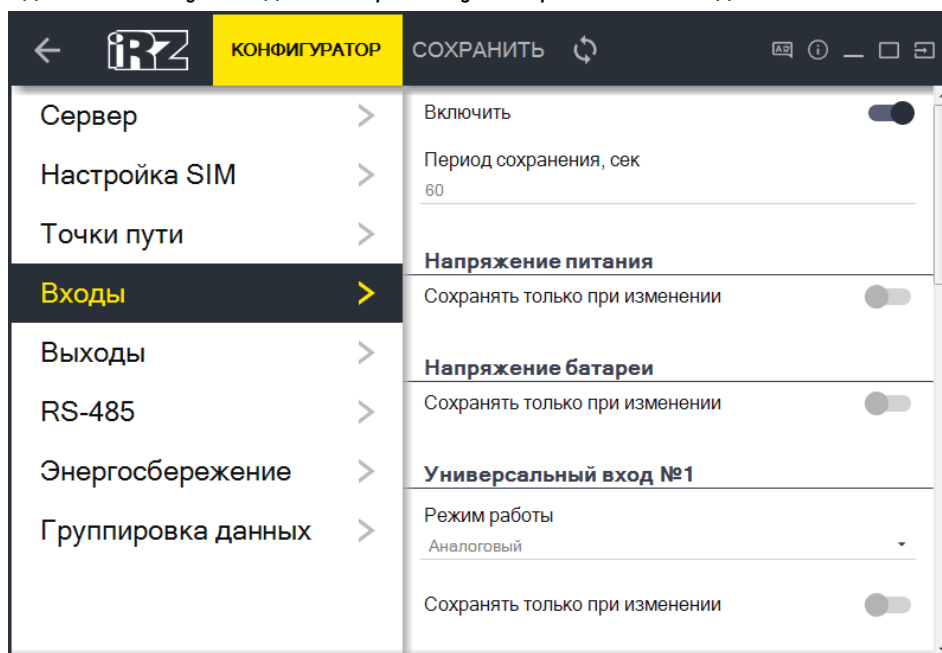 iRZ
КОНФИГУРАТОР
СОХРАНИТЬ
Сервер
Настройка SIM
Точки пути
Входы
Выходы
RS-485
Энергосбережение
Группировка данных
Включить
Период сохранения, сек
60
Напряжение питания
Сохранять только при изменении
Напряжение батареи
Сохранять только при изменении
Универсальный вход №1
Режим работы
Аналоговый
Сохранять только при изменении